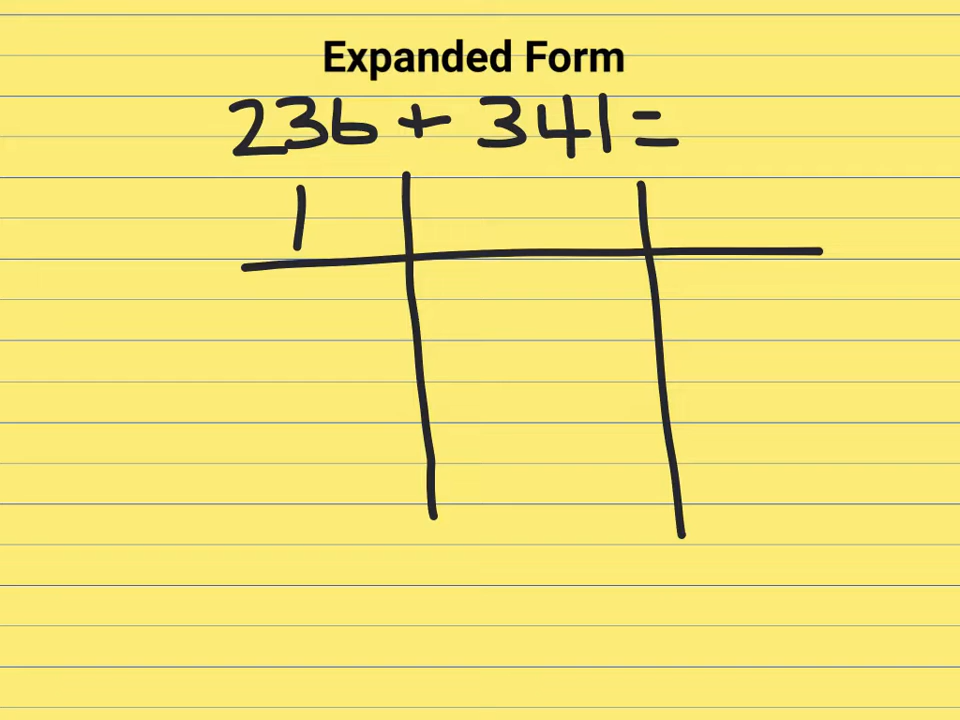 Expanded Form
236 + 341 =
1